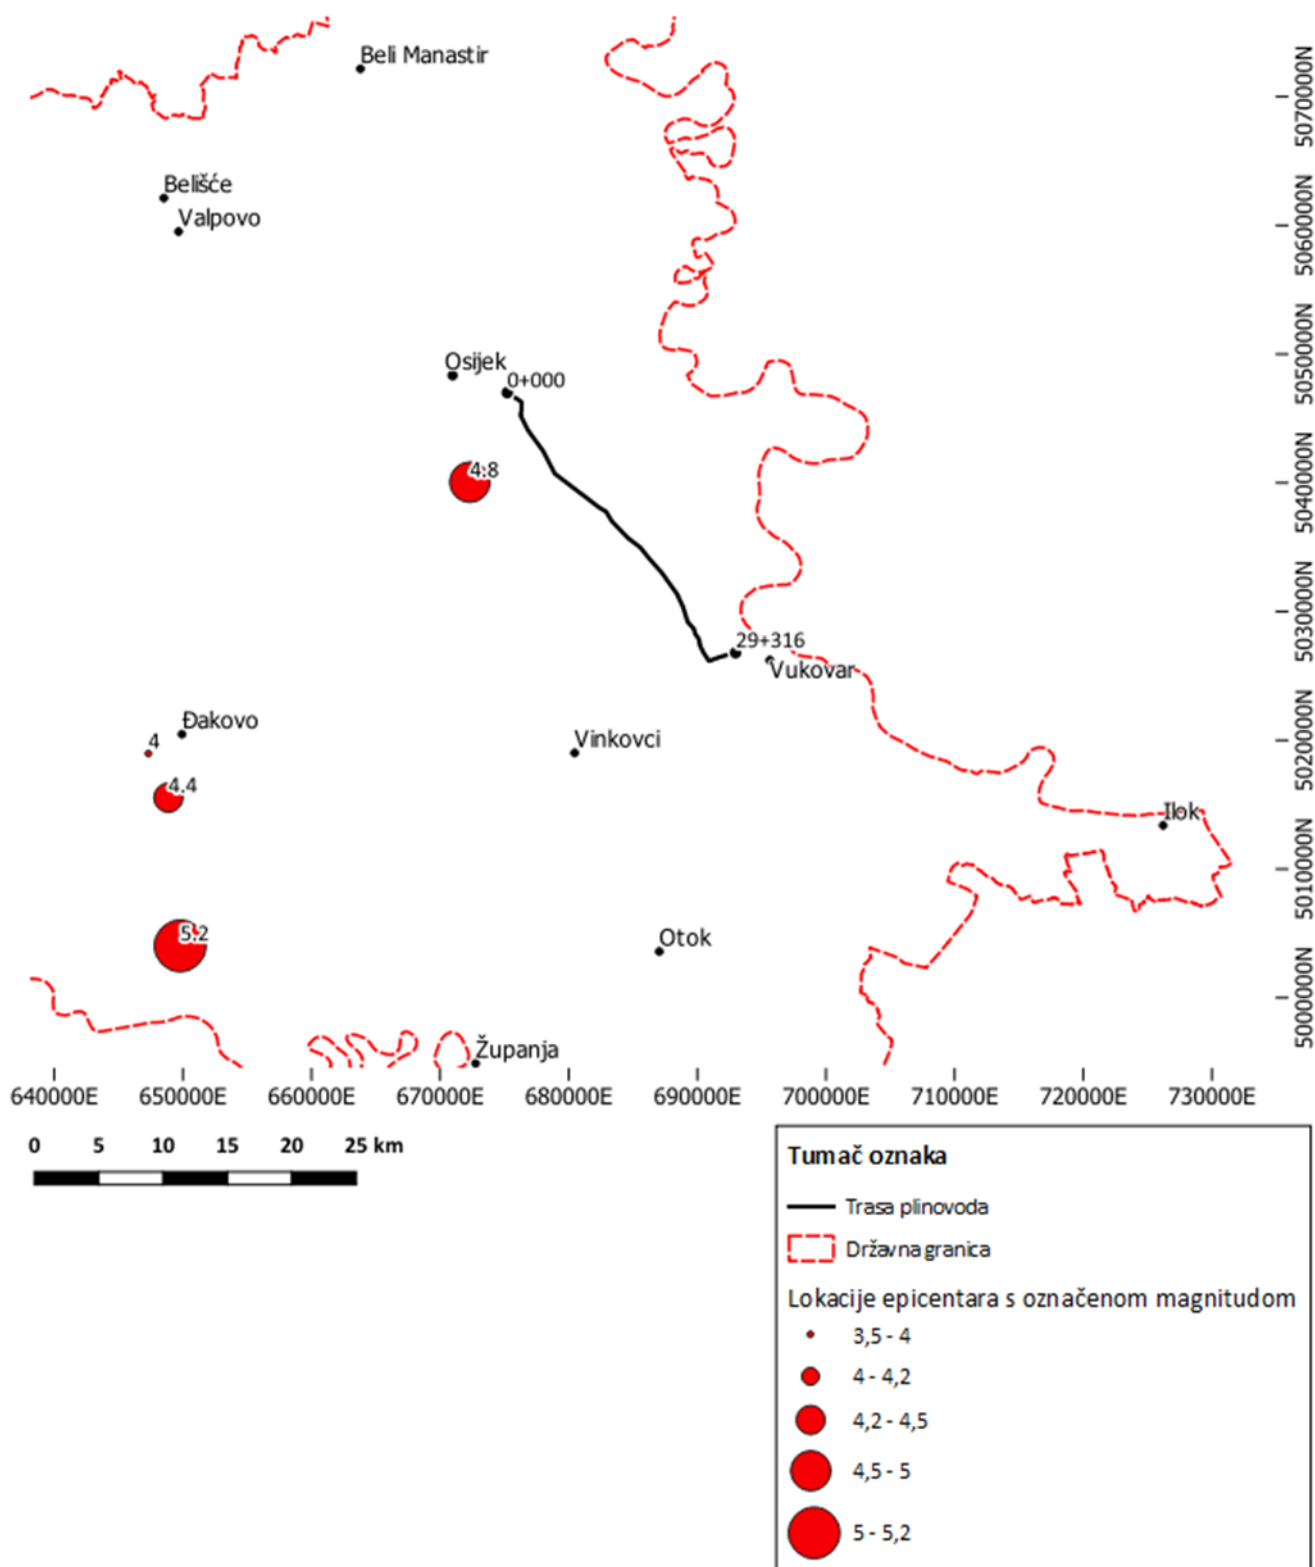 Beli Manastir
5070000N
Belišće
Valpovo
5060000N
5050000N
Osijek
0+000
4.8
5040000N
5030000N
29+316
Vukovar
5020000N
Đakovo
4
4.4
Vinkovci
Ilok
5010000N
5.2
Otok
5000000N
Županja
640000E 650000E 660000E 670000E 680000E 690000E 700000E 710000E 720000E 730000E
0 5 10 15 20 25 km
Tumač oznaka
Trasa plinovoda
Državna granica
Lokacije epicentara s označenom magnitudom
3,5 - 4
4 - 4,2
4,2 - 4,5
4,5 - 5
5 - 5,2